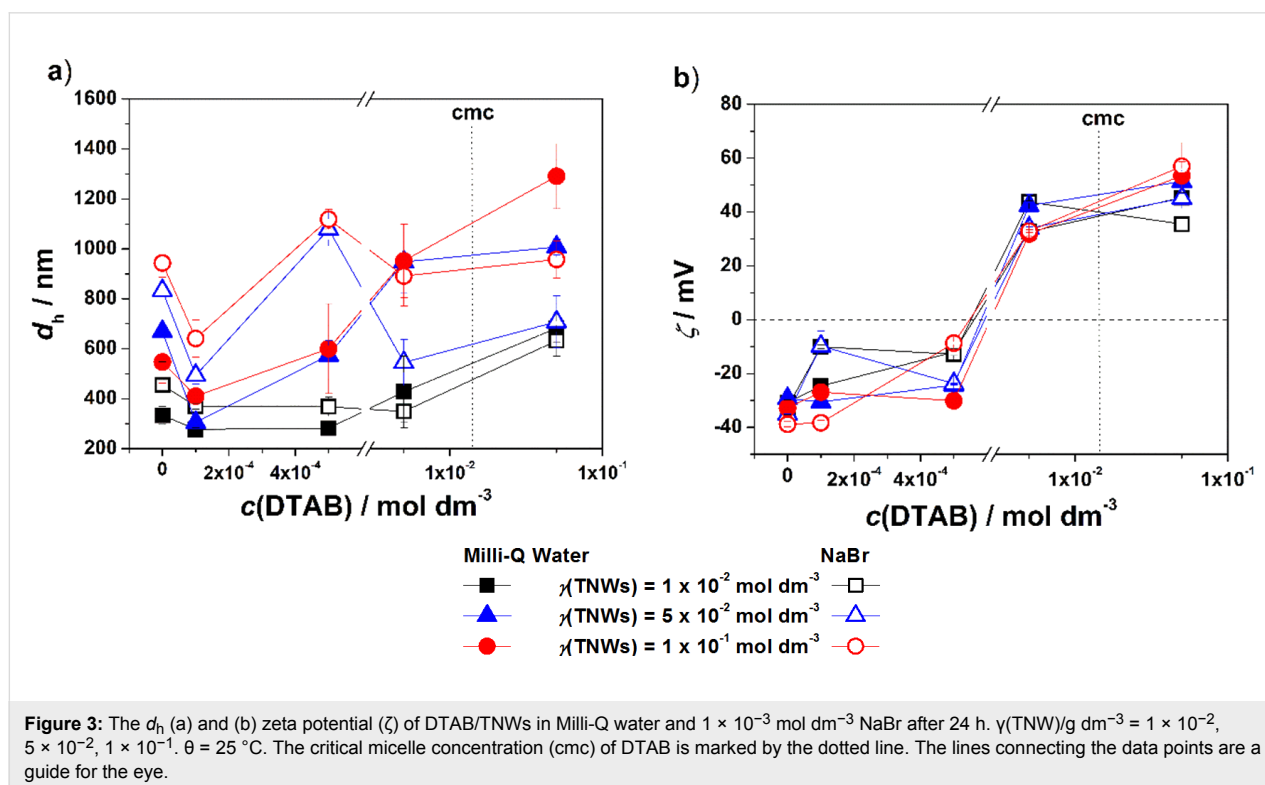 a)
1600
1400
1200
1000
800
600
400
200
d_h / nm
cmc
0 2x10⁻⁴ 4x10⁻⁴ 1x10⁻² 1x10⁻¹
c(DTAB) / mol dm⁻³
b)
80
60
40
20
0
-20
-40
ζ / mV
cmc
0 2x10⁻⁴ 4x10⁻⁴ 1x10⁻² 1x10⁻¹
c(DTAB) / mol dm⁻³
Milli-Q Water NaBr
γ(TNWs) = 1 x 10⁻² mol dm⁻³
γ(TNWs) = 5 x 10⁻² mol dm⁻³
γ(TNWs) = 1 x 10⁻¹ mol dm⁻³
Figure 3: The d_h (a) and (b) zeta potential (ζ) of DTAB/TNWs in Milli-Q water and 1 × 10⁻³ mol dm⁻³ NaBr after 24 h. γ(TNW)/g dm⁻³ = 1 × 10⁻²,
5 × 10⁻², 1 × 10⁻¹. θ = 25 °C. The critical micelle concentration (cmc) of DTAB is marked by the dotted line. The lines connecting the data points are a
guide for the eye.